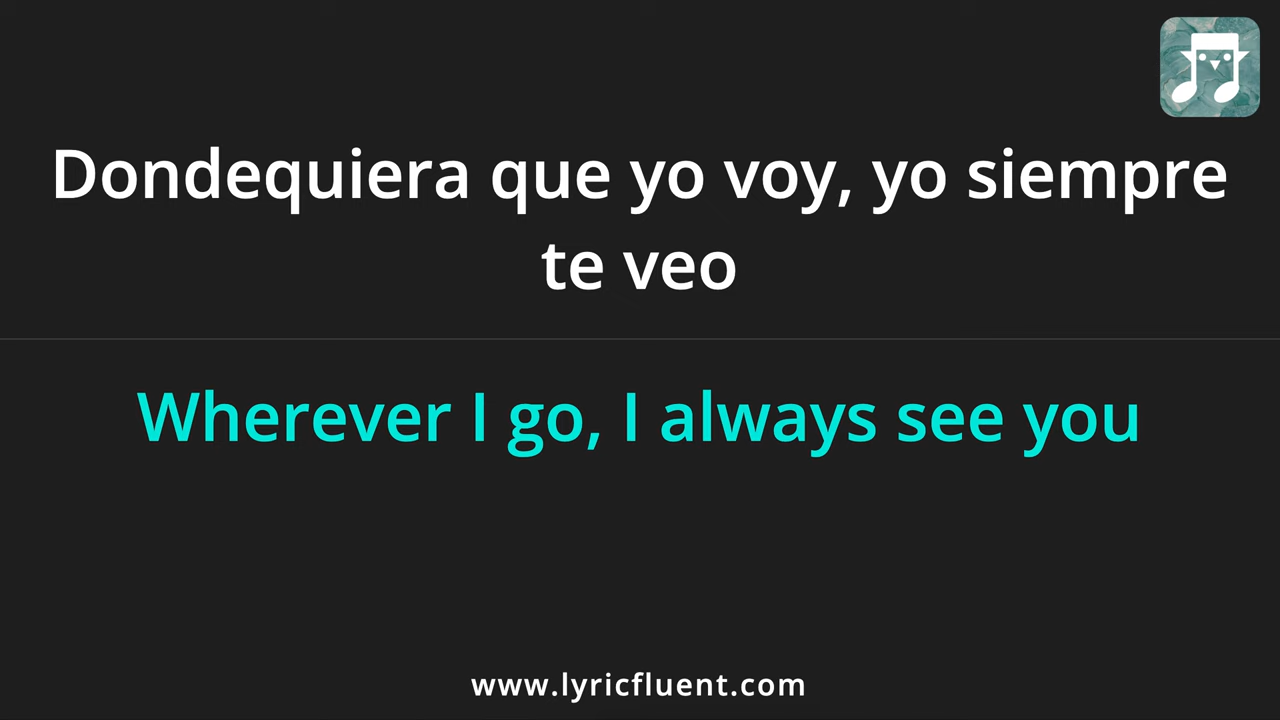 Dondequiera que yo voy, yo siempre
te veo
Wherever I go, I always see you
www.lyricfluent.com